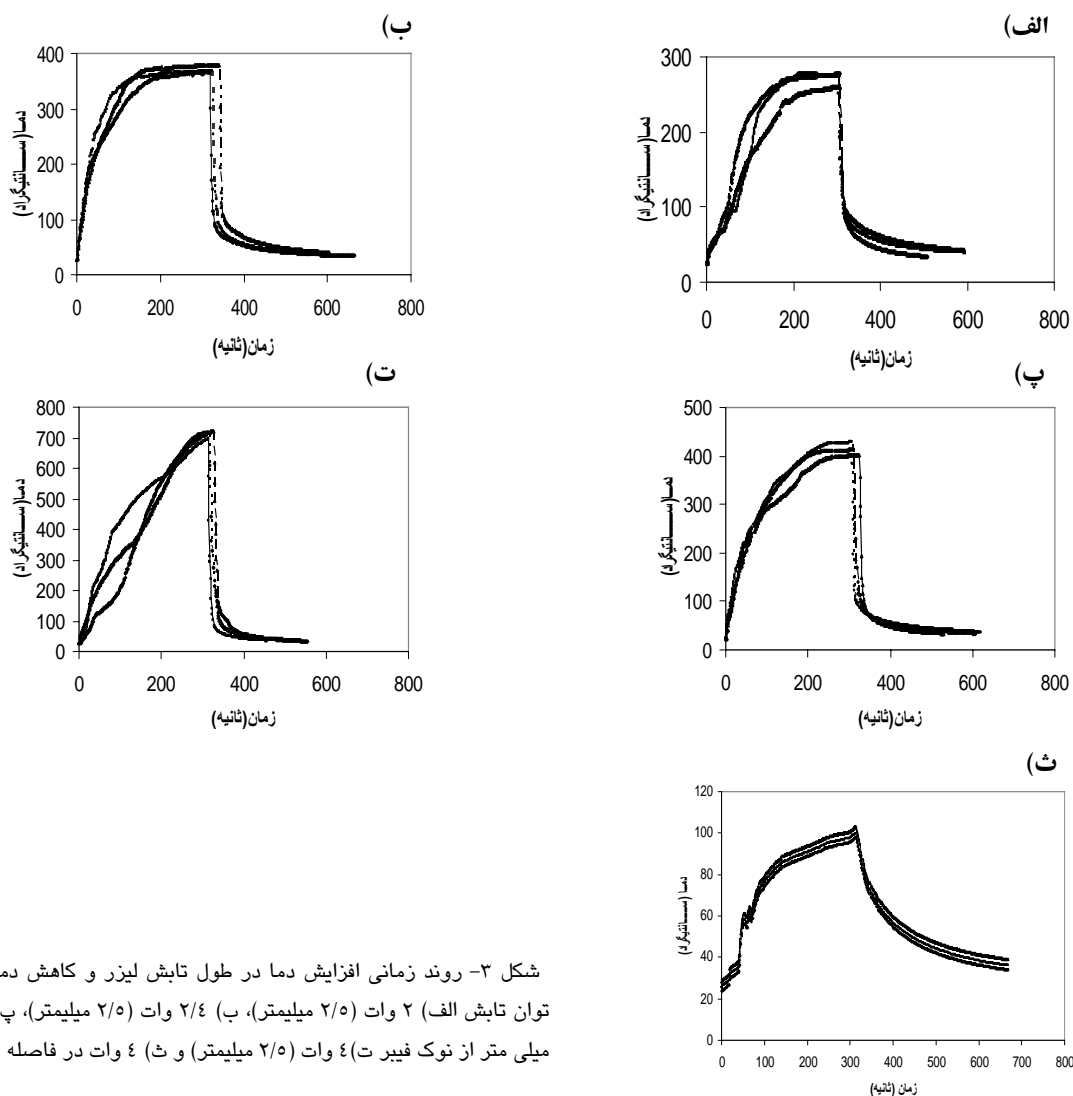 الف)
300
200
100
0
0 200 400 600 800
دما(سانتیگراد)
زمان(ثانیه)
ب)
400
300
200
100
0
0 200 400 600 800
دما(سانتیگراد)
زمان(ثانیه)
پ)
500
400
300
200
100
0
0 200 400 600 800
دما(سانتیگراد)
زمان(ثانیه)
ت)
800
700
600
500
400
300
200
100
0
0 200 400 600 800
دما(سانتیگراد)
زمان(ثانیه)
ث)
120
100
80
60
40
20
0
0 100 200 300 400 500 600 700 800
دما (سانتیگراد)
زمان (ثانیه)
شکل ۳- روند زمانی افزایش دما در طول تابش لیزر و کاهش دم
توان تابش الف) ۲ وات (۲/۵ میلیمتر)، ب) ۲/٤ وات (۲/۵ میلیمتر)، پ
میلی متر از نوک فیبر ت)٤ وات (۲/۵ میلیمتر) و ث) ٤ وات در فاصله